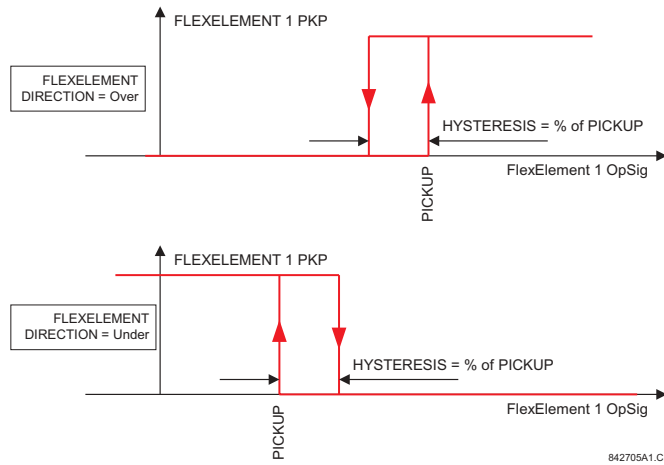 FLEXELEMENT 1 PKP
FLEXELEMENT
DIRECTION = Over
HYSTERESIS = % of PICKUP
PICKUP
FlexElement 1 OpSig
FLEXELEMENT 1 PKP
FLEXELEMENT
DIRECTION = Under
HYSTERESIS = % of PICKUP
PICKUP
FlexElement 1 OpSig
842705A1.C